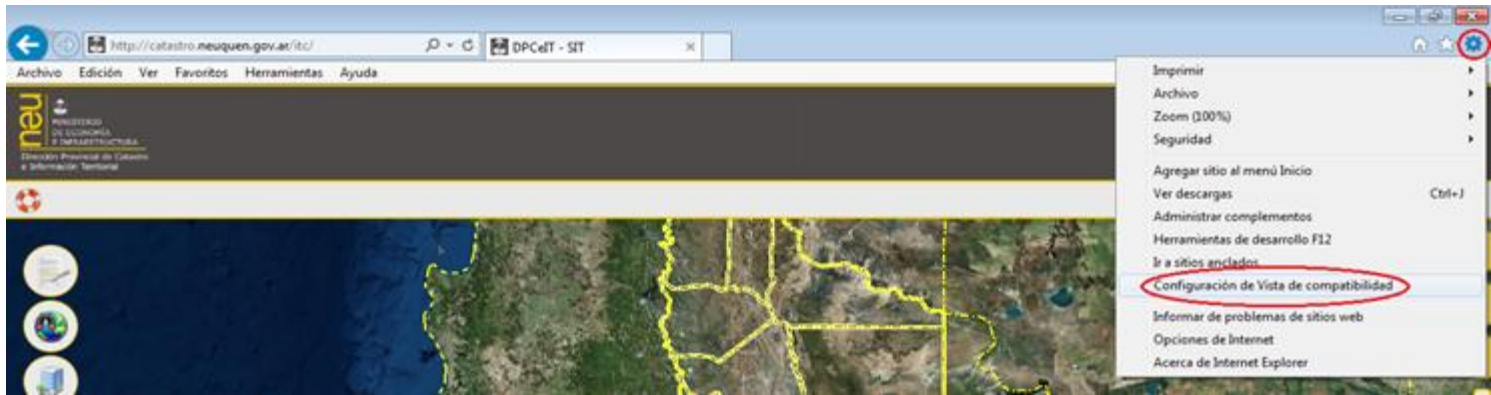 http://catastro.neuquen.gov.ar/itc/
DPCeIT - SIT
Archivo Edición Ver Favoritos Herramientas Ayuda
neu
MINISTERIO
DE ECONOMÍA
E INFRAESTRUCTURA
Dirección Provincial de Catastro
e Información Territorial
Imprimir
Archivo
Zoom (100%)
Seguridad
Agregar sitio al menú Inicio
Ver descargas Ctrl+J
Administrar complementos
Herramientas de desarrollo F12
Ir a sitios anclados
Configuración de Vista de compatibilidad
Informar de problemas de sitios web
Opciones de Internet
Acerca de Internet Explorer